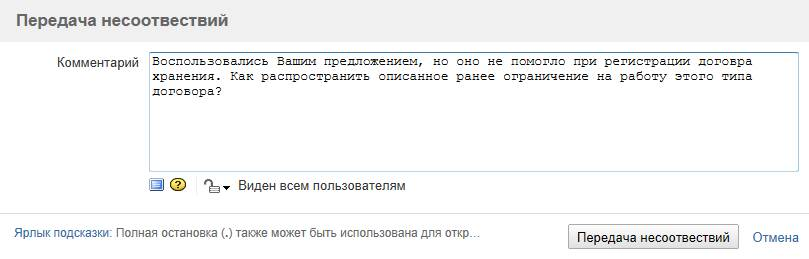 Передача несоотвествий
Комментарий
Воспользовались Вашим предложением, но оно не помогло при регистрации договра
хранения. Как распространить описанное ранее ограничение на работу этого типа
договора?
Виден всем пользователям
Ярлык подсказки: Полная остановка (.) также может быть использована для откр…
Передача несоотвествий
Отмена